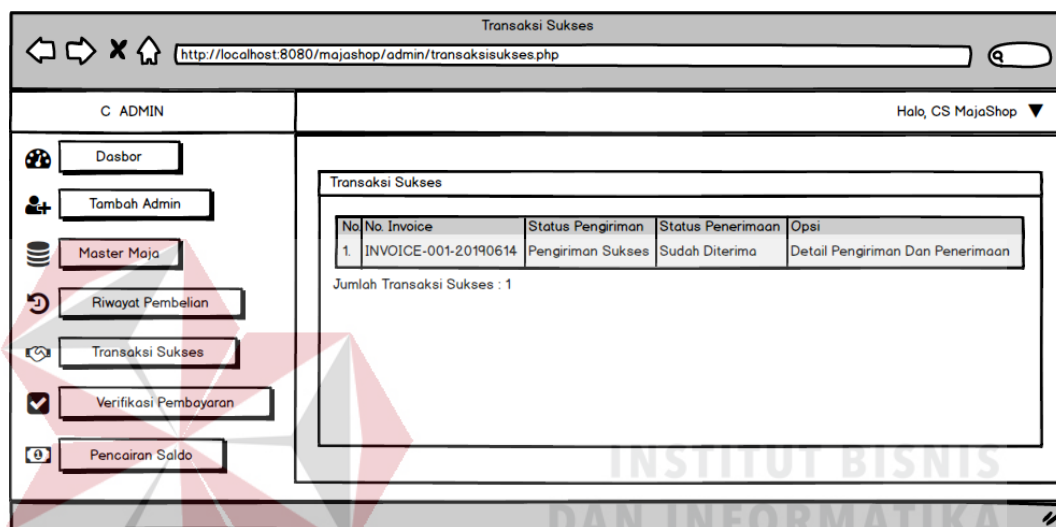 Transaksi Sukses
http://localhost:8080/majashop/admin/transaksisukses.php
C ADMIN
Halo, CS MajaShop
Dasbor
Tambah Admin
Master Maja
Riwayat Pembelian
Transaksi Sukses
Verifikasi Pembayaran
Pencairan Saldo
Transaksi Sukses
No. No. Invoice Status Pengiriman Status Penerimaan Opsi
1. INVOICE-001-20190614 Pengiriman Sukses Sudah Diterima Detail Pengiriman Dan Penerimaan
Jumlah Transaksi Sukses : 1
INSTITUT BISNIS
DAN INFORMATIKA